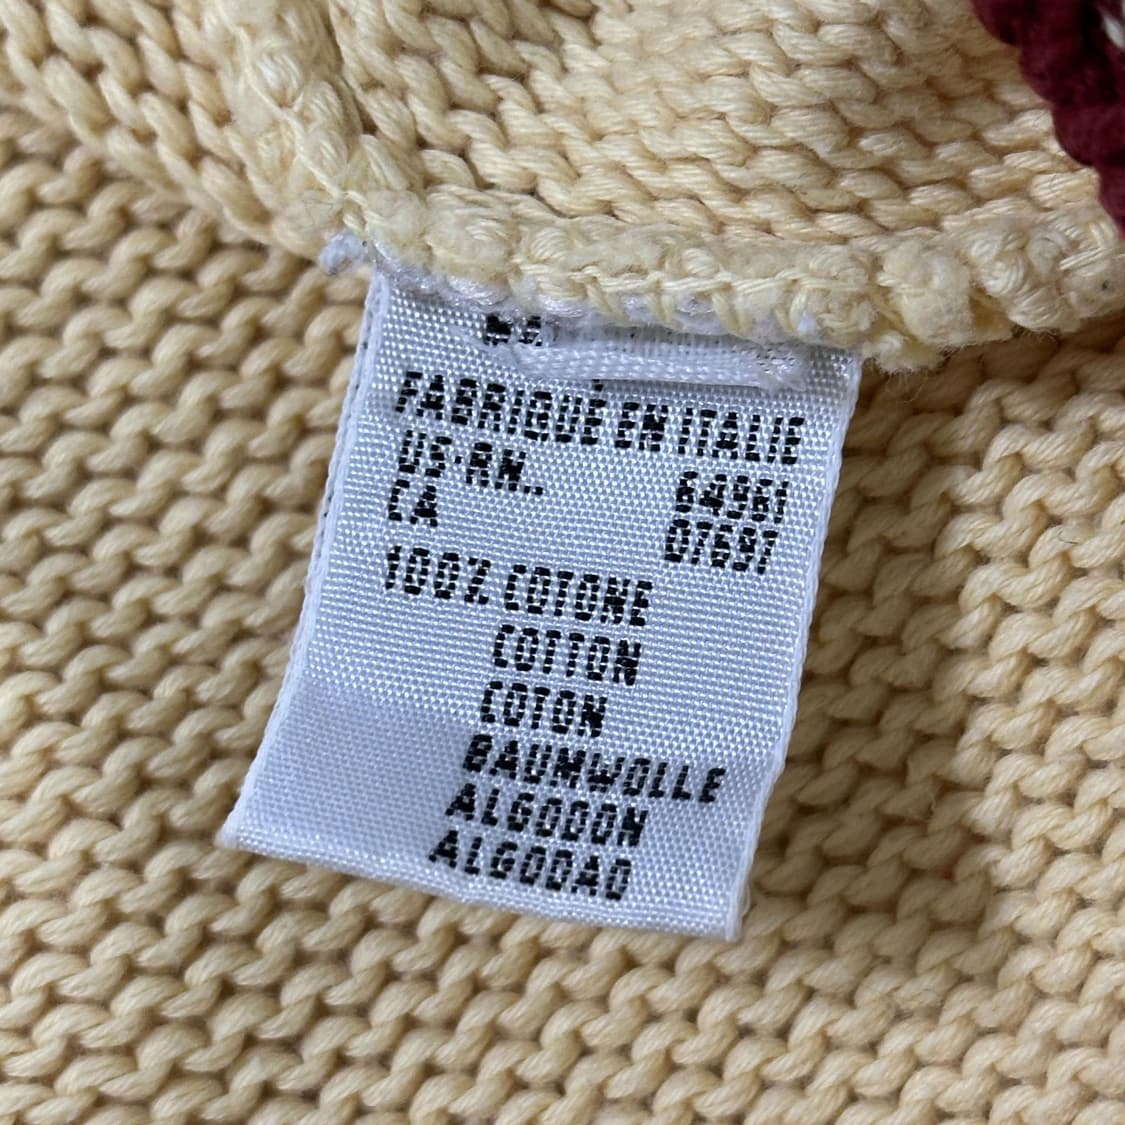 FABRIQUÉ EN ITALIE
US-RN.. 64961
CA 07697
100% COTONE
COTTON
COTON
BAUMWOLLE
ALGODON
ALGODAO